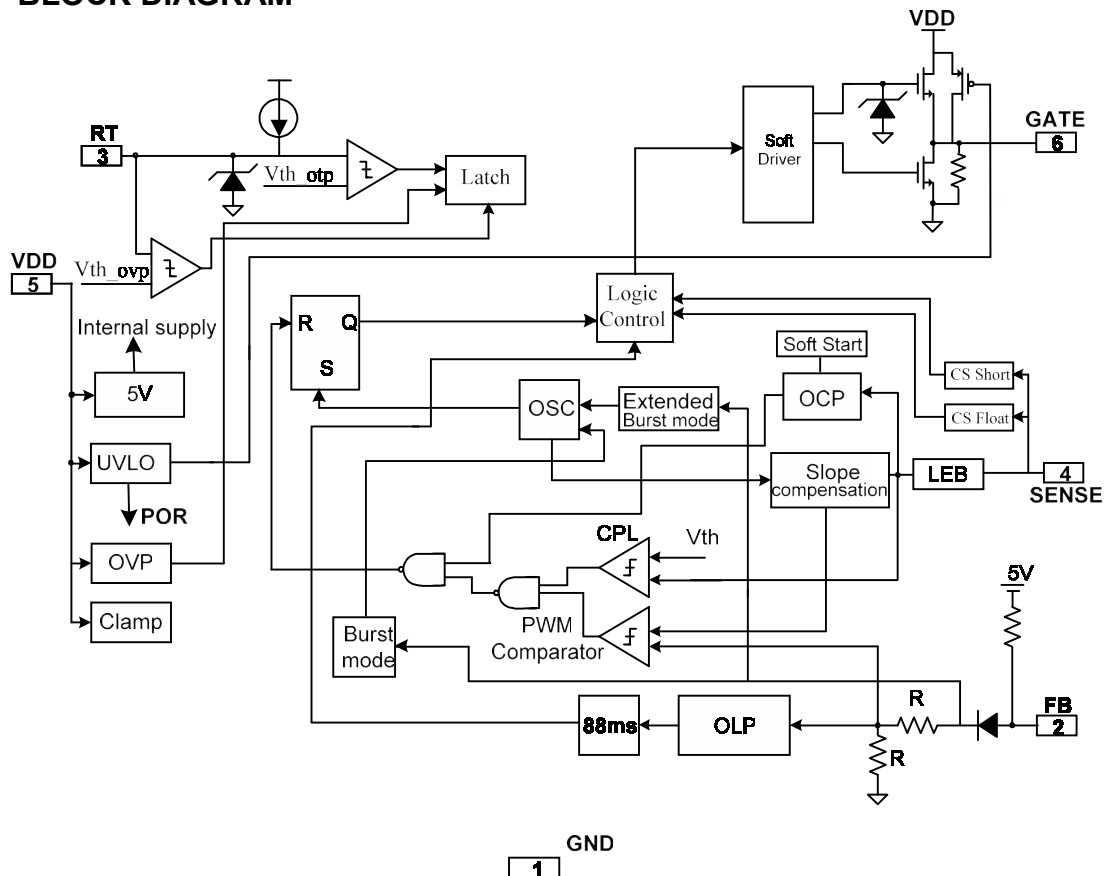 BLOCK DIAGRAM
VDD
RT
3
Vth_otp
Latch
Soft
Driver
GATE
6
VDD
5
Vth_ovp
Internal supply
5V
UVLO
POR
OVP
Clamp
R Q
S
Logic
Control
Soft Start
OCP
CS Short
CS Float
OSC
Extended
Burst mode
Slope
compensation
LEB
4
SENSE
CPL
Vth
PWM
Comparator
Burst
mode
5V
88ms
OLP
R
R
FB
2
GND
1